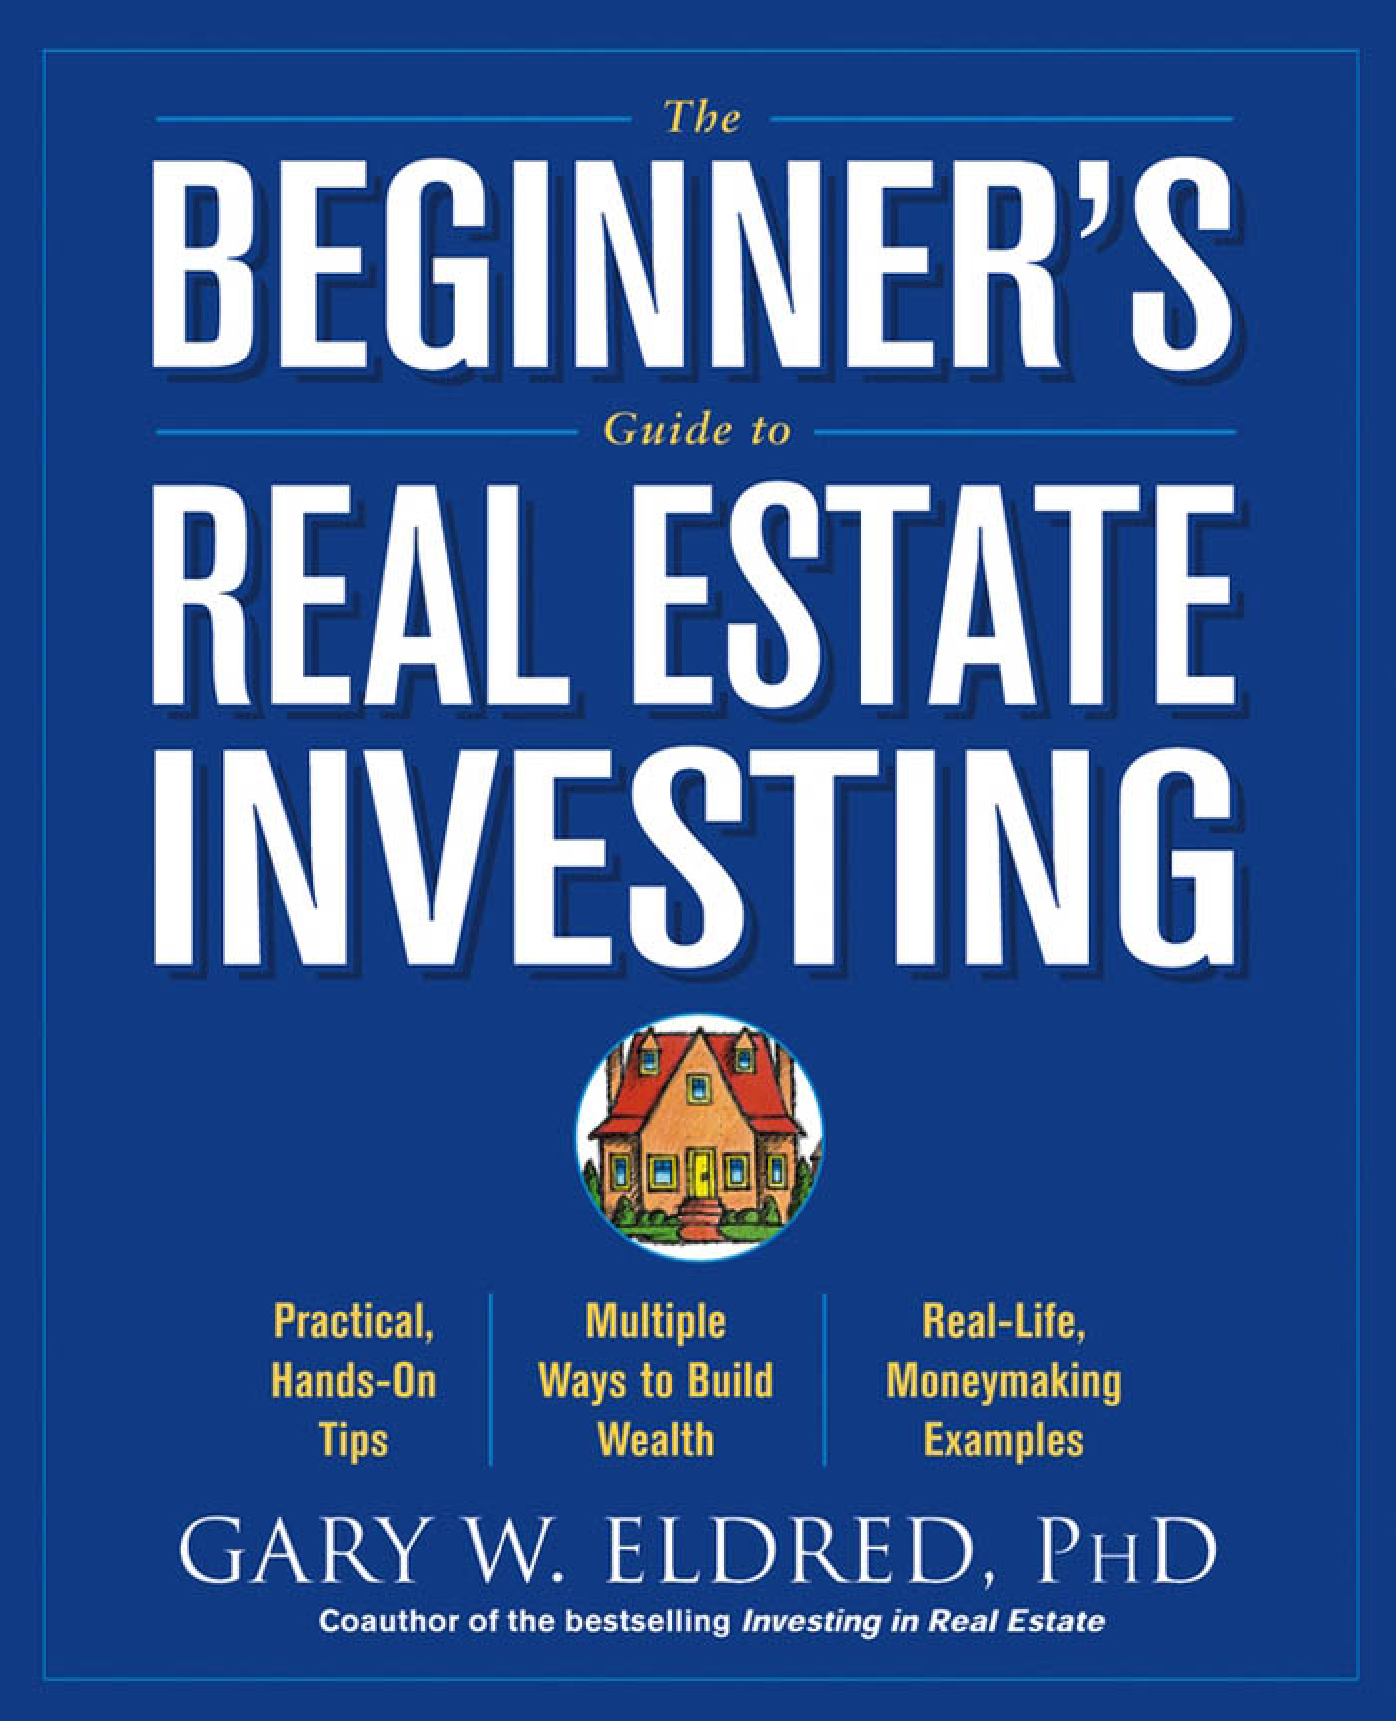 The
BEGINNER'S
Guide to
REAL ESTATE
INVESTING
Practical,
Hands-On
Tips
Multiple
Ways to Build
Wealth
Real-Life,
Moneymaking
Examples
GARY W. ELDRED, PHD
Coauthor of the bestselling Investing in Real Estate